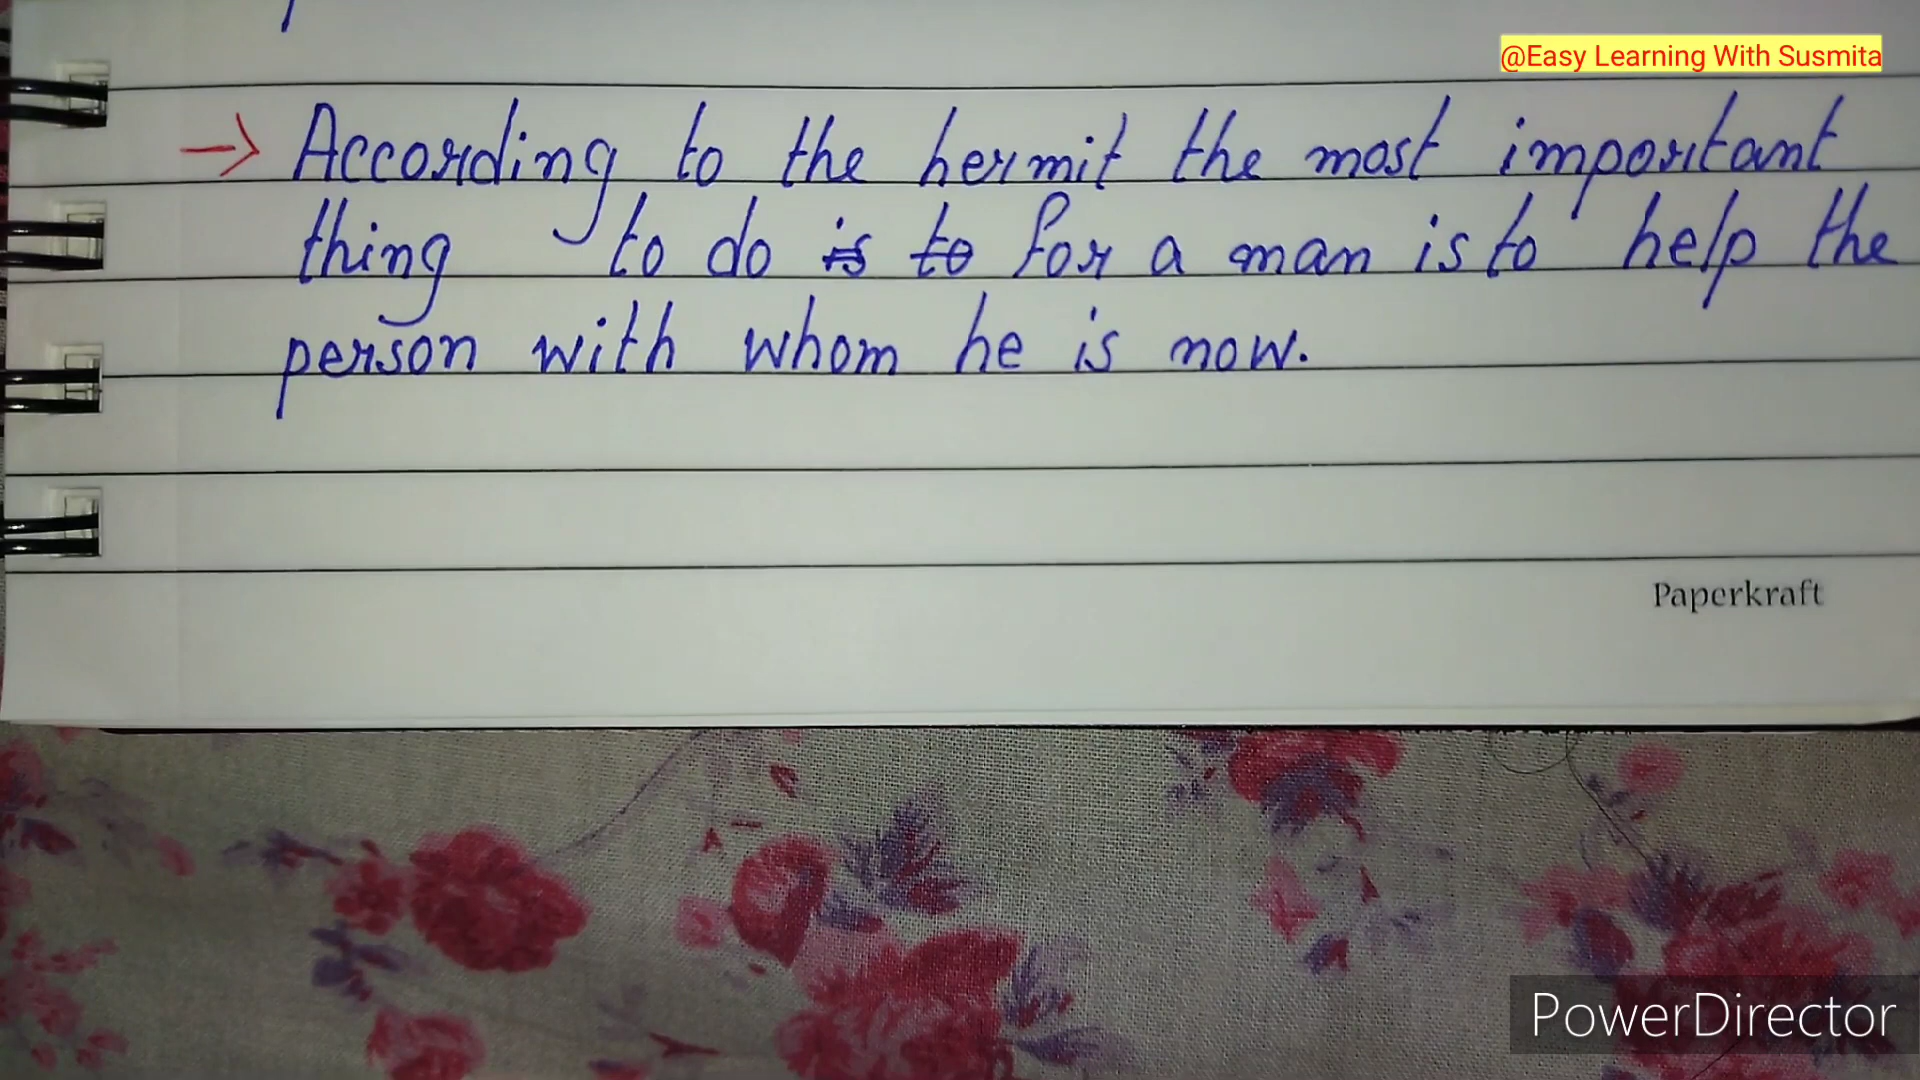 @Easy Learning With Susmita
→ According to the hermit the most important
thing to do is to for a man is to help the
person with whom he is now.
Paperkraft
PowerDirector